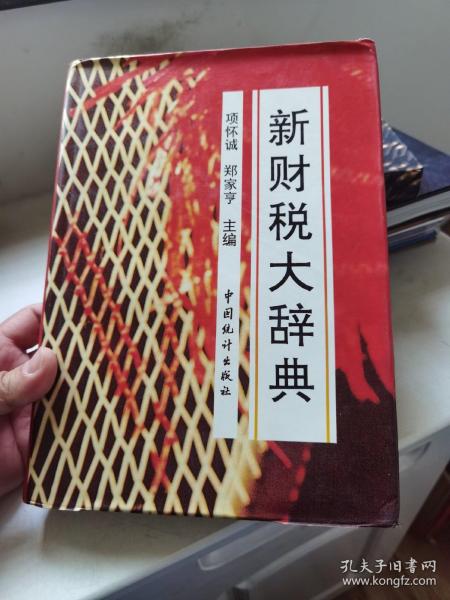 新财税大辞典
项怀诚 郑家亨 主编
中国统计出版社
孔夫子旧书网
www.kongfz.com